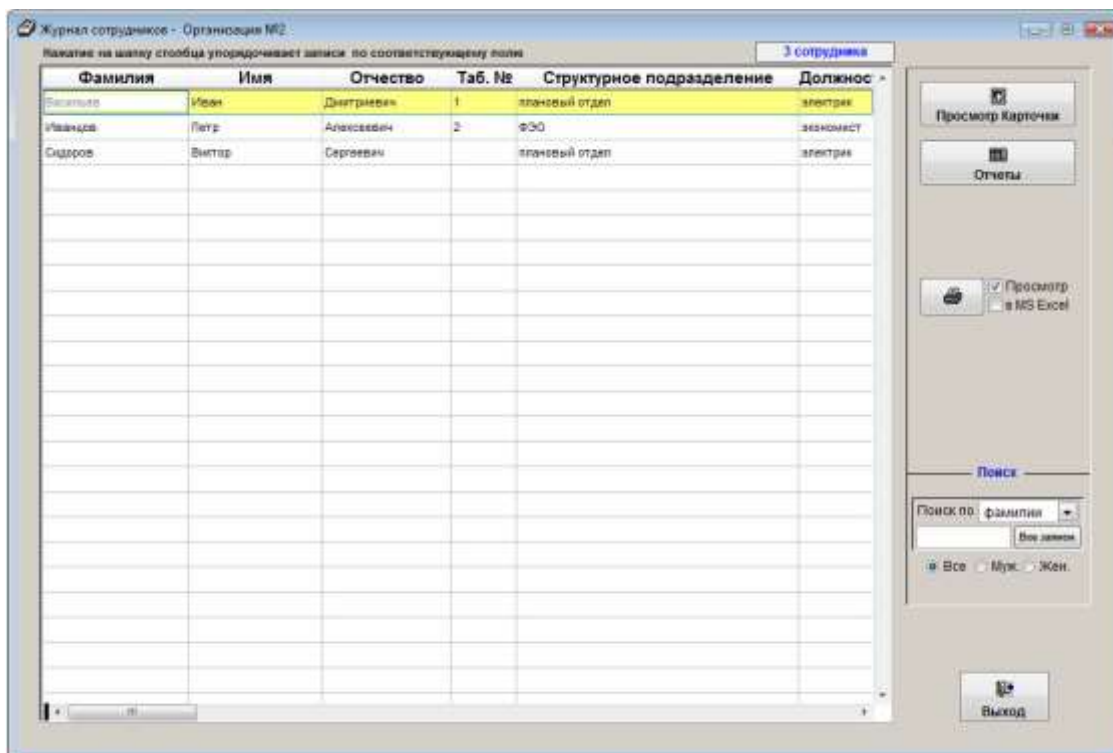 Журнал сотрудников - Организация №2
Нажатие на шапку столбца упорядочивает записи по соответствующему полю
3 сотрудника
Фамилия Имя Отчество Таб. № Структурное подразделение Должнос
Васильев Иван Дмитриевич 1 плановый отдел электрик
Иванцов Петр Алексеевич 2 ФЭО экономист
Сидоров Виктор Сергеевич плановый отдел электрик
Просмотр Карточки
Отчеты
Просмотр
в MS Excel
Поиск
Поиск по фамилии
Все записи
Все Муж. Жен.
Выход